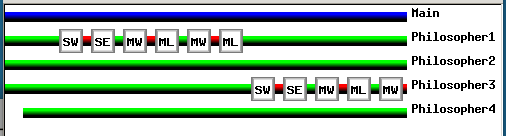 Main
SW SE MW ML MW ML Philosopher1
Philosopher2
SW SE MW ML MW Philosopher3
Philosopher4